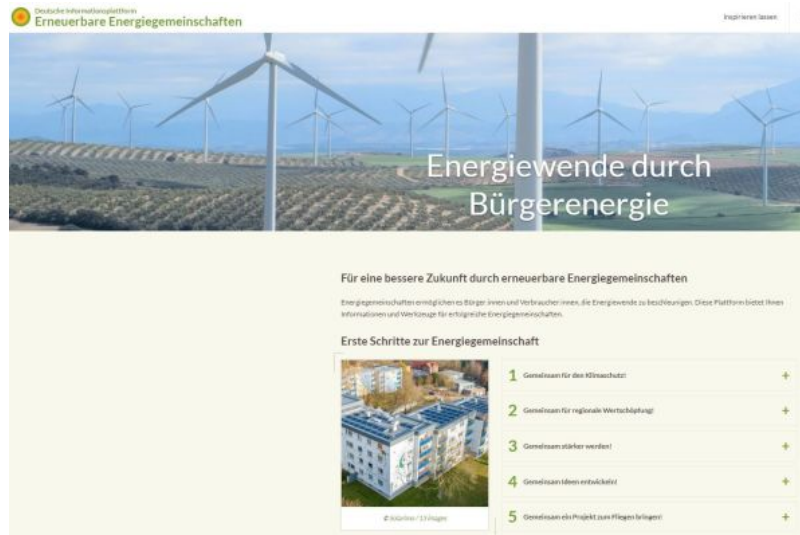 Deutsche Informationsplattform
Erneuerbare Energiegemeinschaften
Inspirieren lassen
Energiewende durch
Bürgerenergie
Für eine bessere Zukunft durch erneuerbare Energiegemeinschaften
Energiegemeinschaften ermöglichen es Bürger:innen und Verbraucher:innen, die Energiewende zu beschleunigen. Diese Plattform bietet Ihnen
Informationen und Werkzeuge für erfolgreiche Energiegemeinschaften.
Erste Schritte zur Energiegemeinschaft
1 Gemeinsam für den Klimaschutz! +
2 Gemeinsam für regionale Wertschöpfung! +
3 Gemeinsam stärker werden! +
4 Gemeinsam Ideen entwickeln! +
5 Gemeinsam ein Projekt zum Fliegen bringen! +